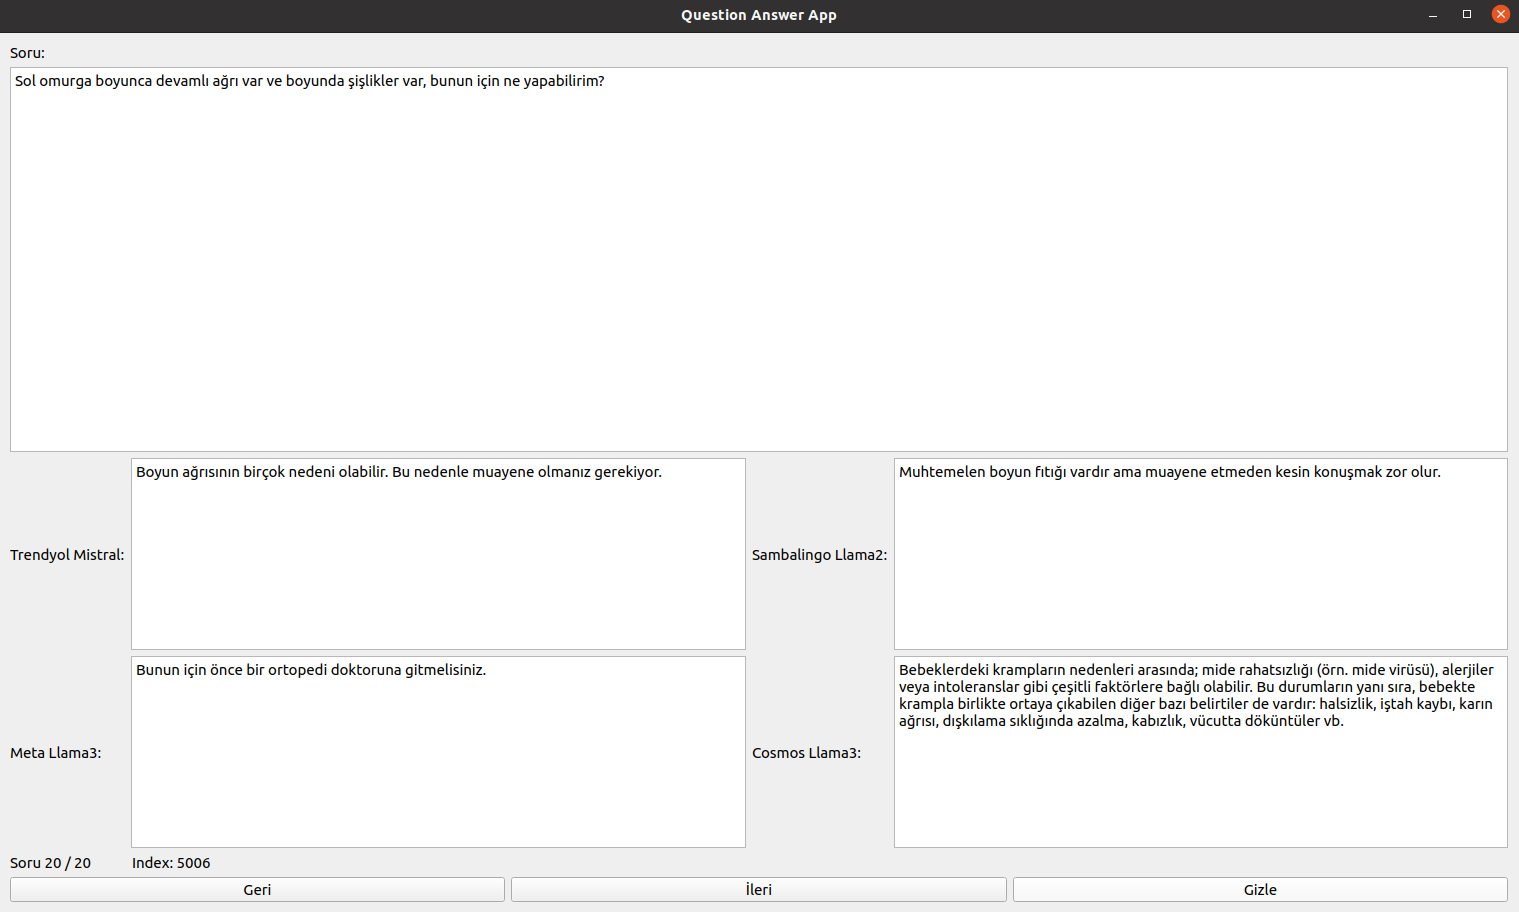 Question Answer App
Soru:
Sol omurga boyunca devamlı ağrı var ve boyunda şişlikler var, bunun için ne yapabilirim?
Trendyol Mistral:
Boyun ağrısının birçok nedeni olabilir. Bu nedenle muayene olmanız gerekiyor.
Sambalingo Llama2:
Muhtemelen boyun fıtığı vardır ama muayene etmeden kesin konuşmak zor olur.
Meta Llama3:
Bunun için önce bir ortopedi doktoruna gitmelisiniz.
Cosmos Llama3:
Bebeklerdeki krampların nedenleri arasında; mide rahatsızlığı (örn. mide virüsü), alerjiler
veya intoleranslar gibi çeşitli faktörlere bağlı olabilir. Bu durumların yanı sıra, bebekte
krampla birlikte ortaya çıkabilen diğer bazı belirtiler de vardır: halsizlik, iştah kaybı, karın
ağrısı, dışkılama sıklığında azalma, kabızlık, vücutta döküntüler vb.
Soru 20 / 20
Index: 5006
Geri
İleri
Gizle